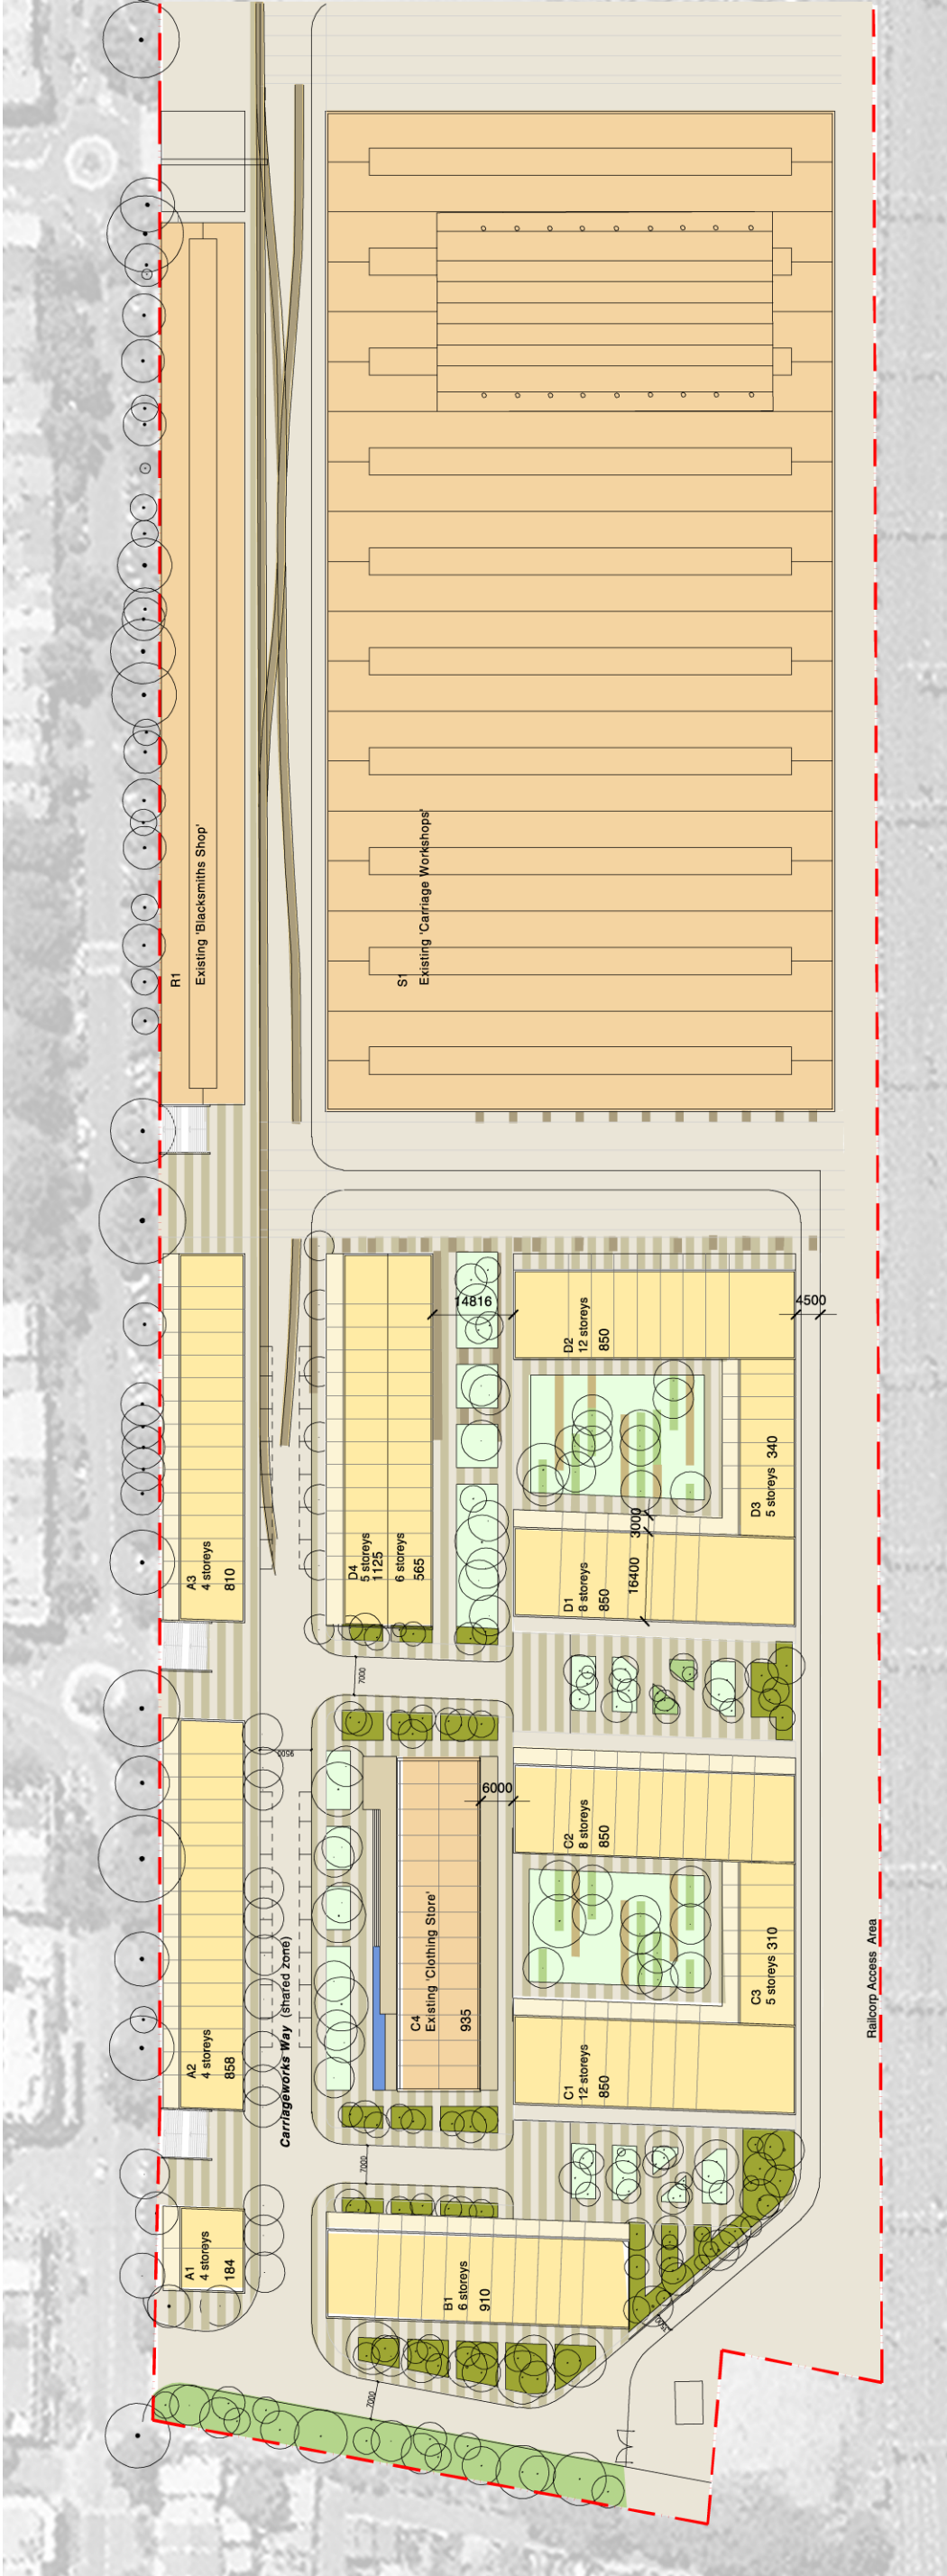 R1
Existing 'Blacksmiths Shop'
S1
Existing 'Carriage Workshops'
14816
4500
D2
12 storeys
850
D3
5 storeys 340
3000
16400
D1
8 storeys
850
D4
5 storeys
1125
6 storeys
565
A3
4 storeys
810
7000
9500
6000
C2
8 storeys
850
C4
Existing 'Clothing Store'
935
C3
5 storeys 310
C1
12 storeys
850
A2
4 storeys
858
Carriageworks Way (shared zone)
Railcorp Access Area
7000
A1
4 storeys
184
B1
6 storeys
910
7000